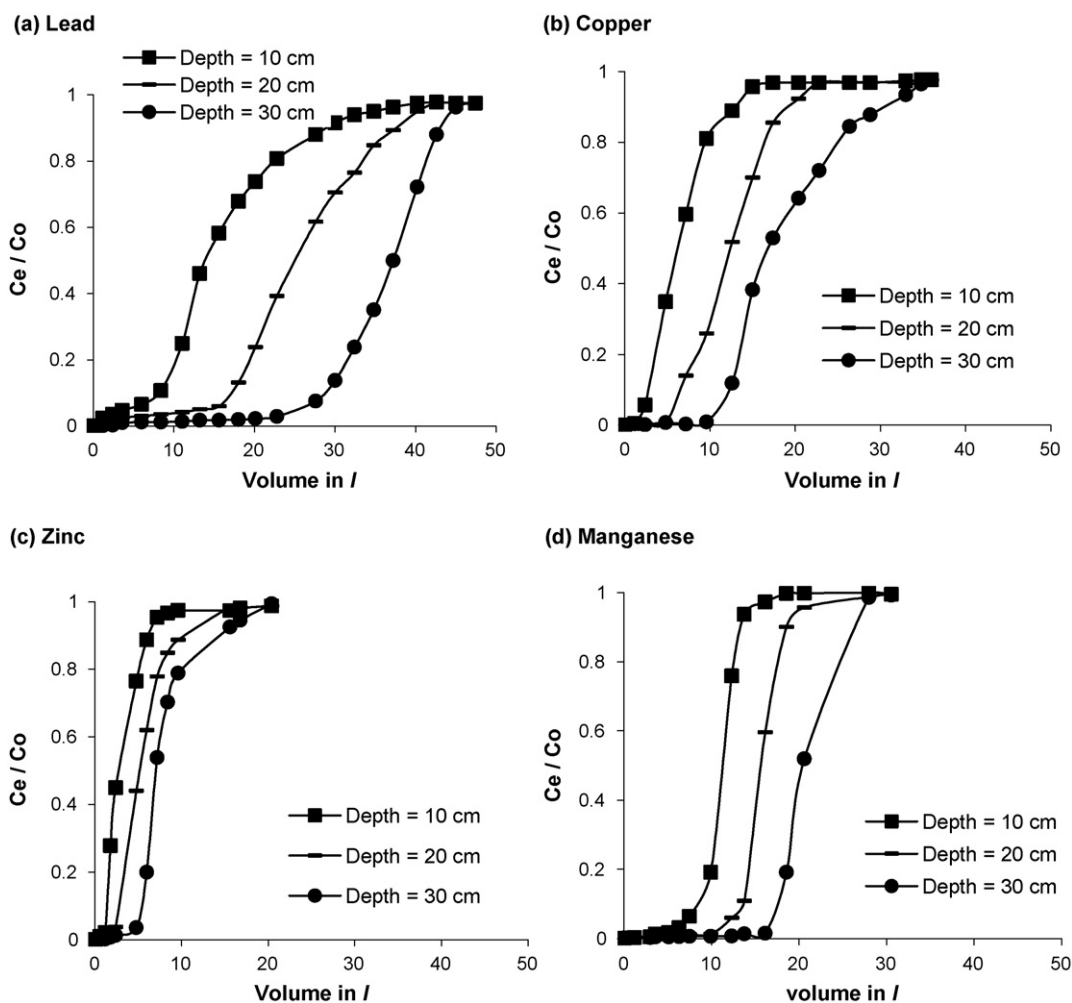 (a) Lead
Depth = 10 cm
Depth = 20 cm
Depth = 30 cm
1
0.8
0.6
0.4
0.2
0
Ce / Co
0 10 20 30 40 50
Volume in l
(b) Copper
1
0.8
0.6
0.4
0.2
0
Ce / Co
Depth = 10 cm
Depth = 20 cm
Depth = 30 cm
0 10 20 30 40 50
Volume in l
(c) Zinc
1
0.8
0.6
0.4
0.2
0
Ce / Co
Depth = 10 cm
Depth = 20 cm
Depth = 30 cm
0 10 20 30 40 50
Volume in l
(d) Manganese
1
0.8
0.6
0.4
0.2
0
Ce / Co
Depth = 10 cm
Depth = 20 cm
Depth = 30 cm
0 10 20 30 40 50
volume in l